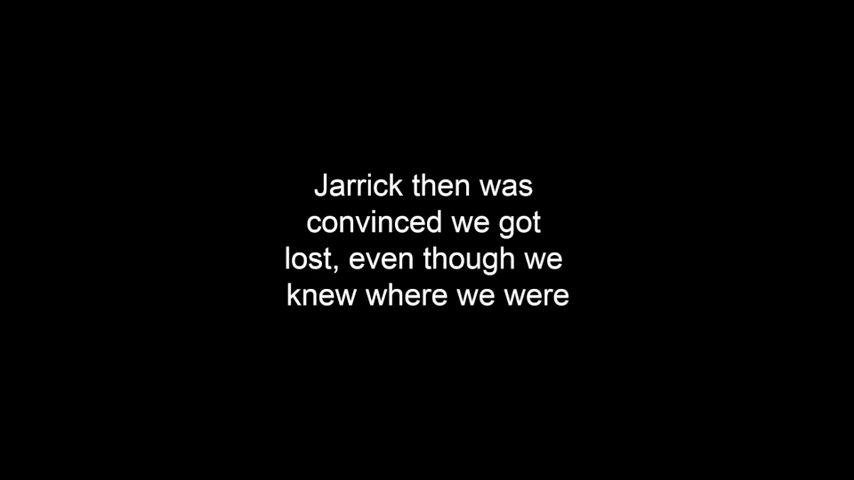 Jarrick then was
convinced we got
lost, even though we
knew where we were